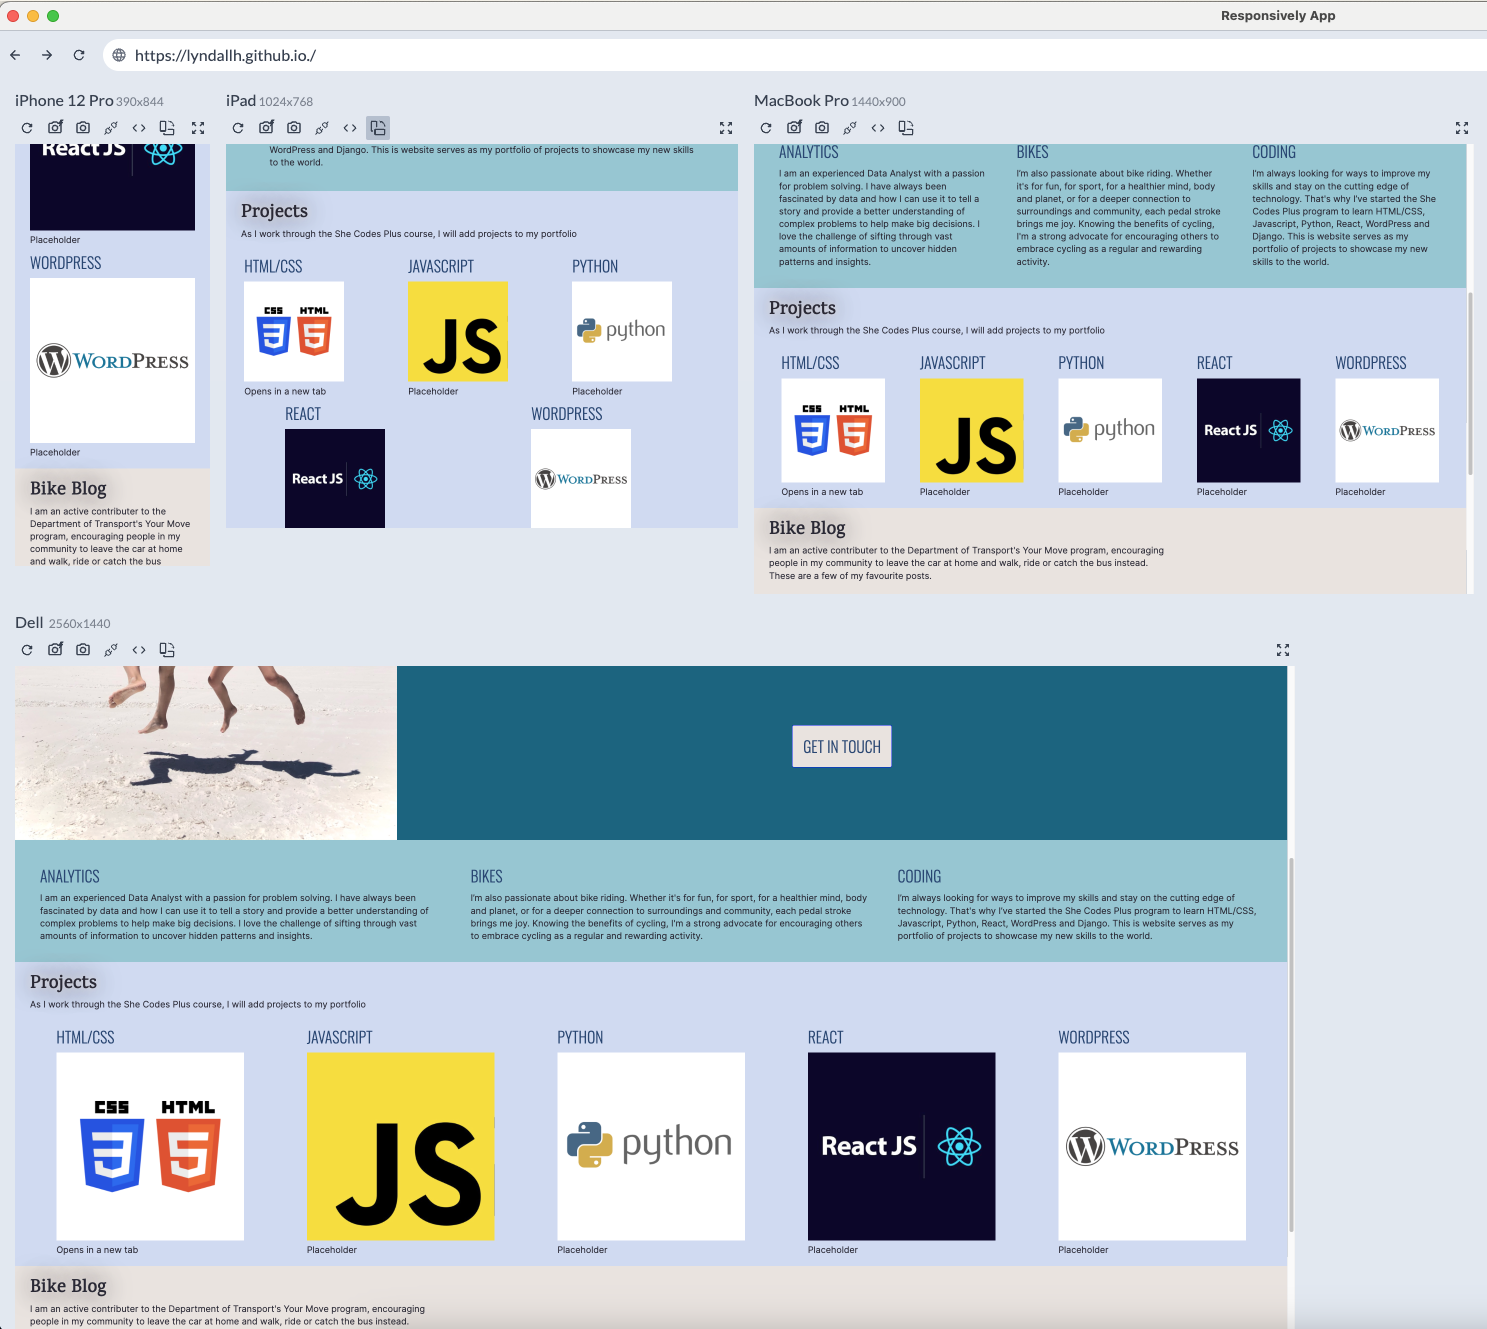 Responsively App
https://lyndallh.github.io./
iPhone 12 Pro 390x844
React JS
Placeholder
WORDPRESS
WORDPRESS
Placeholder
Bike Blog
I am an active contributer to the
Department of Transport's Your Move
program, encouraging people in my
community to leave the car at home
and walk, ride or catch the bus
iPad 1024x768
WordPress and Django. This is website serves as my portfolio of projects to showcase my new skills
to the world.
Projects
As I work through the She Codes Plus course, I will add projects to my portfolio
HTML/CSS
JAVASCRIPT
PYTHON
CSS HTML
3 5
JS
python
Opens in a new tab
Placeholder
Placeholder
REACT
WORDPRESS
React JS
WORDPRESS
MacBook Pro 1440x900
ANALYTICS
I am an experienced Data Analyst with a passion
for problem solving. I have always been
fascinated by data and how I can use it to tell a
story and provide a better understanding of
complex problems to help make big decisions. I
love the challenge of sifting through vast
amounts of information to uncover hidden
patterns and insights.
BIKES
I'm also passionate about bike riding. Whether
it's for fun, for sport, for a healthier mind, body
and planet, or for a deeper connection to
surroundings and community, each pedal stroke
brings me joy. Knowing the benefits of cycling,
I'm a strong advocate for encouraging others to
embrace cycling as a regular and rewarding
activity.
CODING
I'm always looking for ways to improve my
skills and stay on the cutting edge of
technology. That's why I've started the She
Codes Plus program to learn HTML/CSS,
Javascript, Python, React, WordPress and
Django. This is website serves as my
portfolio of projects to showcase my new
skills to the world.
Projects
As I work through the She Codes Plus course, I will add projects to my portfolio
HTML/CSS
JAVASCRIPT
PYTHON
REACT
WORDPRESS
CSS HTML
3 5
JS
python
React JS
WORDPRESS
Opens in a new tab
Placeholder
Placeholder
Placeholder
Placeholder
Bike Blog
I am an active contributer to the Department of Transport's Your Move program, encouraging
people in my community to leave the car at home and walk, ride or catch the bus instead.
These are a few of my favourite posts.
Dell 2560x1440
GET IN TOUCH
ANALYTICS
I am an experienced Data Analyst with a passion for problem solving. I have always been
fascinated by data and how I can use it to tell a story and provide a better understanding of
complex problems to help make big decisions. I love the challenge of sifting through vast
amounts of information to uncover hidden patterns and insights.
BIKES
I'm also passionate about bike riding. Whether it's for fun, for sport, for a healthier mind, body
and planet, or for a deeper connection to surroundings and community, each pedal stroke
brings me joy. Knowing the benefits of cycling, I'm a strong advocate for encouraging others
to embrace cycling as a regular and rewarding activity.
CODING
I'm always looking for ways to improve my skills and stay on the cutting edge of
technology. That's why I've started the She Codes Plus program to learn HTML/CSS,
Javascript, Python, React, WordPress and Django. This is website serves as my
portfolio of projects to showcase my new skills to the world.
Projects
As I work through the She Codes Plus course, I will add projects to my portfolio
HTML/CSS
JAVASCRIPT
PYTHON
REACT
WORDPRESS
CSS HTML
3 5
JS
python
React JS
WORDPRESS
Opens in a new tab
Placeholder
Placeholder
Placeholder
Placeholder
Bike Blog
I am an active contributer to the Department of Transport's Your Move program, encouraging
people in my community to leave the car at home and walk, ride or catch the bus instead.